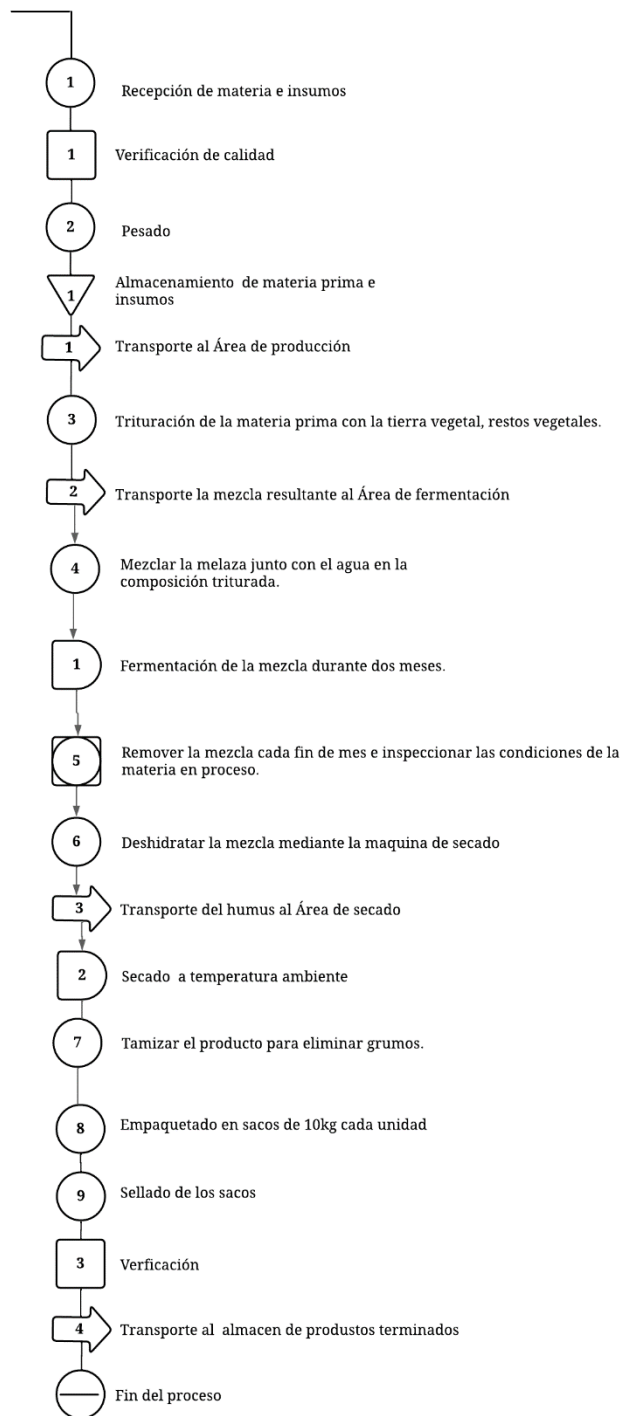 1
Recepción de materia e insumos
1
Verificación de calidad
2
Pesado
1
Almacenamiento de materia prima e
insumos
1
Transporte al Área de producción
3
Trituración de la materia prima con la tierra vegetal, restos vegetales.
2
Transporte la mezcla resultante al Área de fermentación
4
Mezclar la melaza junto con el agua en la
composición triturada.
1
Fermentación de la mezcla durante dos meses.
5
Remover la mezcla cada fin de mes e inspeccionar las condiciones de la
materia en proceso.
6
Deshidratar la mezcla mediante la maquina de secado
3
Transporte del humus al Área de secado
2
Secado a temperatura ambiente
7
Tamizar el producto para eliminar grumos.
8
Empaquetado en sacos de 10kg cada unidad
9
Sellado de los sacos
3
Verficación
4
Transporte al almacen de produstos terminados
Fin del proceso